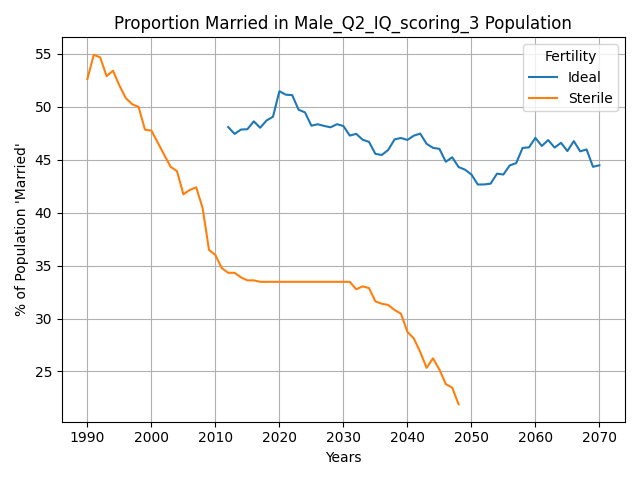 Proportion Married in Male_Q2_IQ_scoring_3 Population
Fertility
Ideal
Sterile
% of Population 'Married'
55
50
45
40
35
30
25
1990
2000
2010
2020
2030
2040
2050
2060
2070
Years